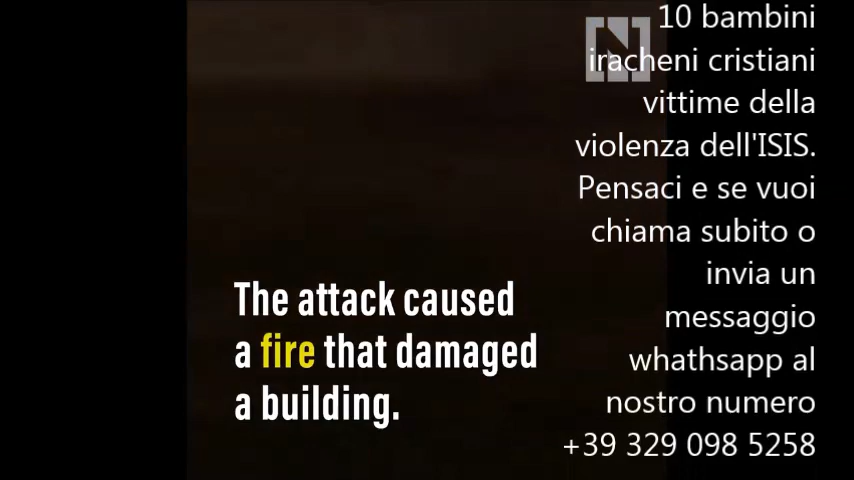 10 bambini
iracheni cristiani
vittime della
violenza dell'ISIS.
Pensaci e se vuoi
chiama subito o
invia un
messaggio
whathsapp al
nostro numero
+39 329 098 5258
The attack caused
a fire that damaged
a building.